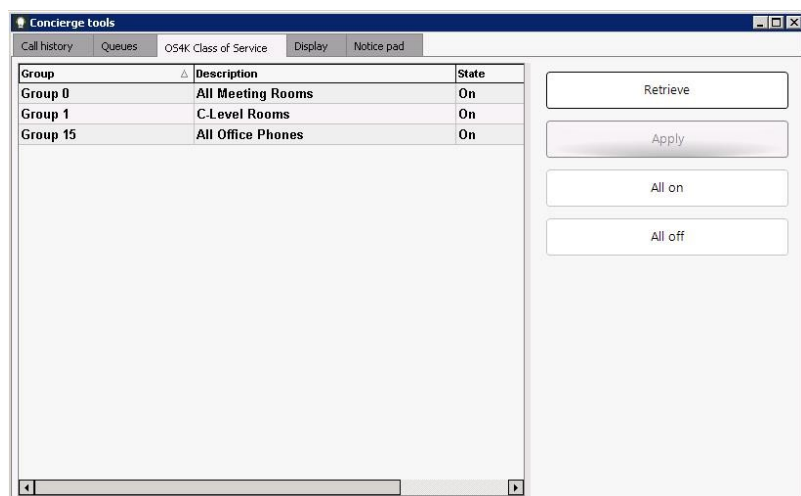 Concierge tools
Call history Queues OS4K Class of Service Display Notice pad
Group Description State
Group 0 All Meeting Rooms On
Group 1 C-Level Rooms On
Group 15 All Office Phones On
Retrieve
Apply
All on
All off